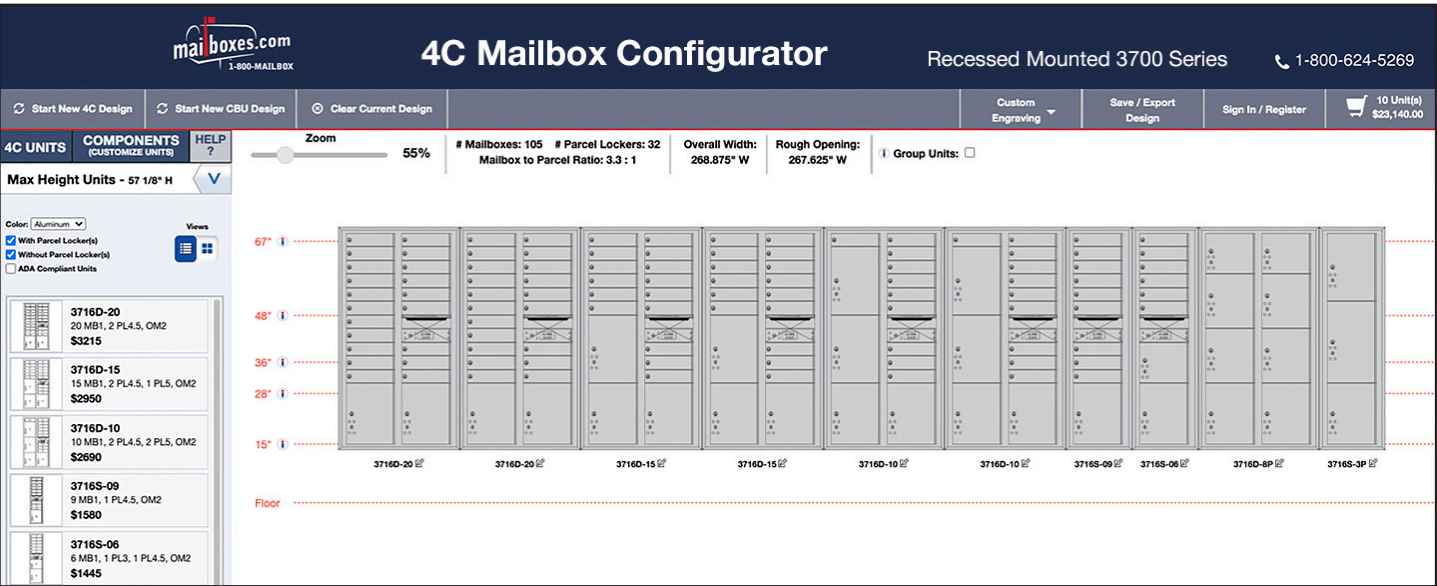 mailboxes.com
1-800-MAILBOX
4C Mailbox Configurator
Recessed Mounted 3700 Series
1-800-624-5269
Start New 4C Design
Start New CBU Design
Clear Current Design
Custom
Engraving
Save / Export
Design
Sign In / Register
10 Unit(s)
$23,140.00
4C UNITS
COMPONENTS
(CUSTOMIZE UNITS)
HELP
?
Zoom
55%
# Mailboxes: 105 # Parcel Lockers: 32
Mailbox to Parcel Ratio: 3.3 : 1
Overall Width:
268.875" W
Rough Opening:
267.625" W
i Group Units:
Max Height Units - 57 1/8" H
V
Color: Aluminum
Views
With Parcel Locker(s)
Without Parcel Locker(s)
ADA Compliant Units
3716D-20
20 MB1, 2 PL4.5, OM2
$3215
3716D-15
15 MB1, 2 PL4.5, 1 PL5, OM2
$2950
3716D-10
10 MB1, 2 PL4.5, 2 PL5, OM2
$2690
3716S-09
9 MB1, 1 PL4.5, OM2
$1580
3716S-06
6 MB1, 1 PL3, 1 PL4.5, OM2
$1445
67" i
48" i
36" i
28" i
15" i
3716D-20
3716D-20
3716D-15
3716D-15
3716D-10
3716D-10
3716S-09
3716S-06
3716D-8P
3716S-3P
Floor